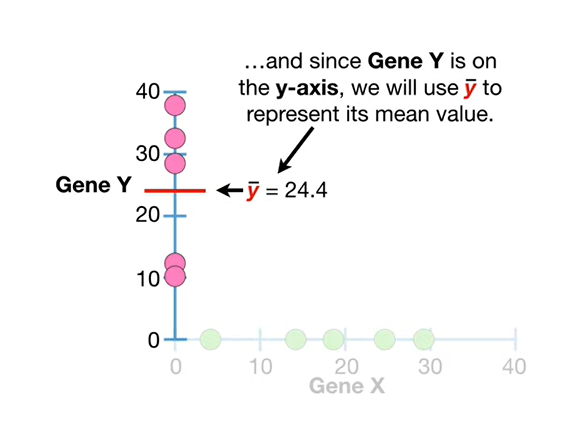 …and since Gene Y is on
the y-axis, we will use ȳ to
represent its mean value.
40
30
Gene Y
ȳ = 24.4
20
10
0
0 10 20 30 40
Gene X